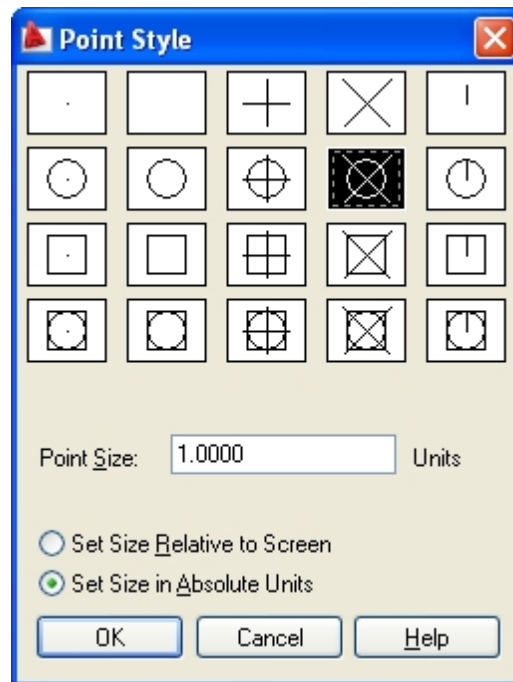 Point Style
Point Size: 1.0000 Units
Set Size Relative to Screen
Set Size in Absolute Units
OK Cancel Help